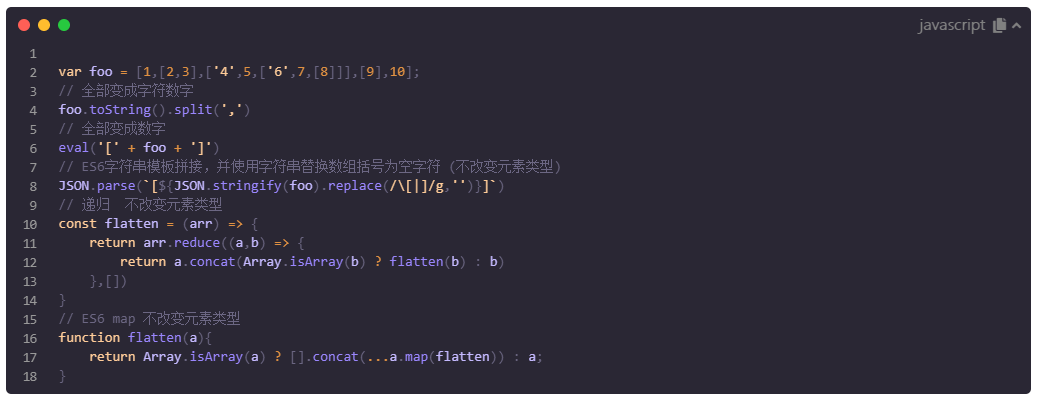 javascript
1
2 var foo = [1,[2,3],['4',5,['6',7,[8]]],[9],10];
3 // 全部变成字符数字
4 foo.toString().split(',')
5 // 全部变成数字
6 eval('[' + foo + ']')
7 // ES6字符串模板拼接，并使用字符串替换数组括号为空字符 (不改变元素类型)
8 JSON.parse(`[${JSON.stringify(foo).replace(/\[|]/g,'')}]`)
9 // 递归  不改变元素类型
10 const flatten = (arr) => {
11     return arr.reduce((a,b) => {
12         return a.concat(Array.isArray(b) ? flatten(b) : b)
13     },[])
14 }
15 // ES6 map 不改变元素类型
16 function flatten(a){
17     return Array.isArray(a) ? [].concat(...a.map(flatten)) : a;
18 }